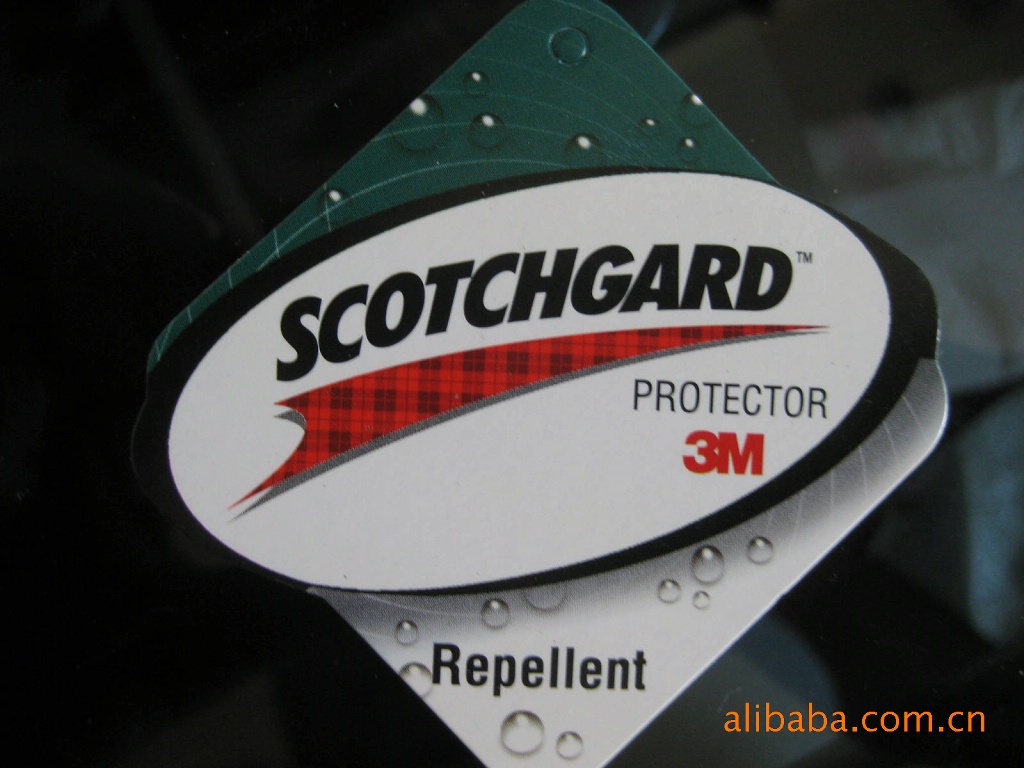 SCOTCHGARD™
PROTECTOR
3M
Repellent
alibaba.com.cn